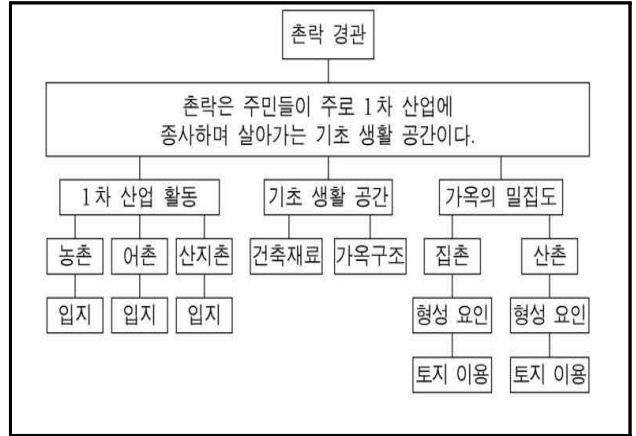 촌락 경관
촌락은 주민들이 주로 1차 산업에
종사하며 살아가는 기초 생활 공간이다.
1차 산업 활동
기초 생활 공간
가옥의 밀집도
농촌
어촌
산지촌
건축재료
가옥구조
집촌
산촌
입지
입지
입지
형성 요인
형성 요인
토지 이용
토지 이용